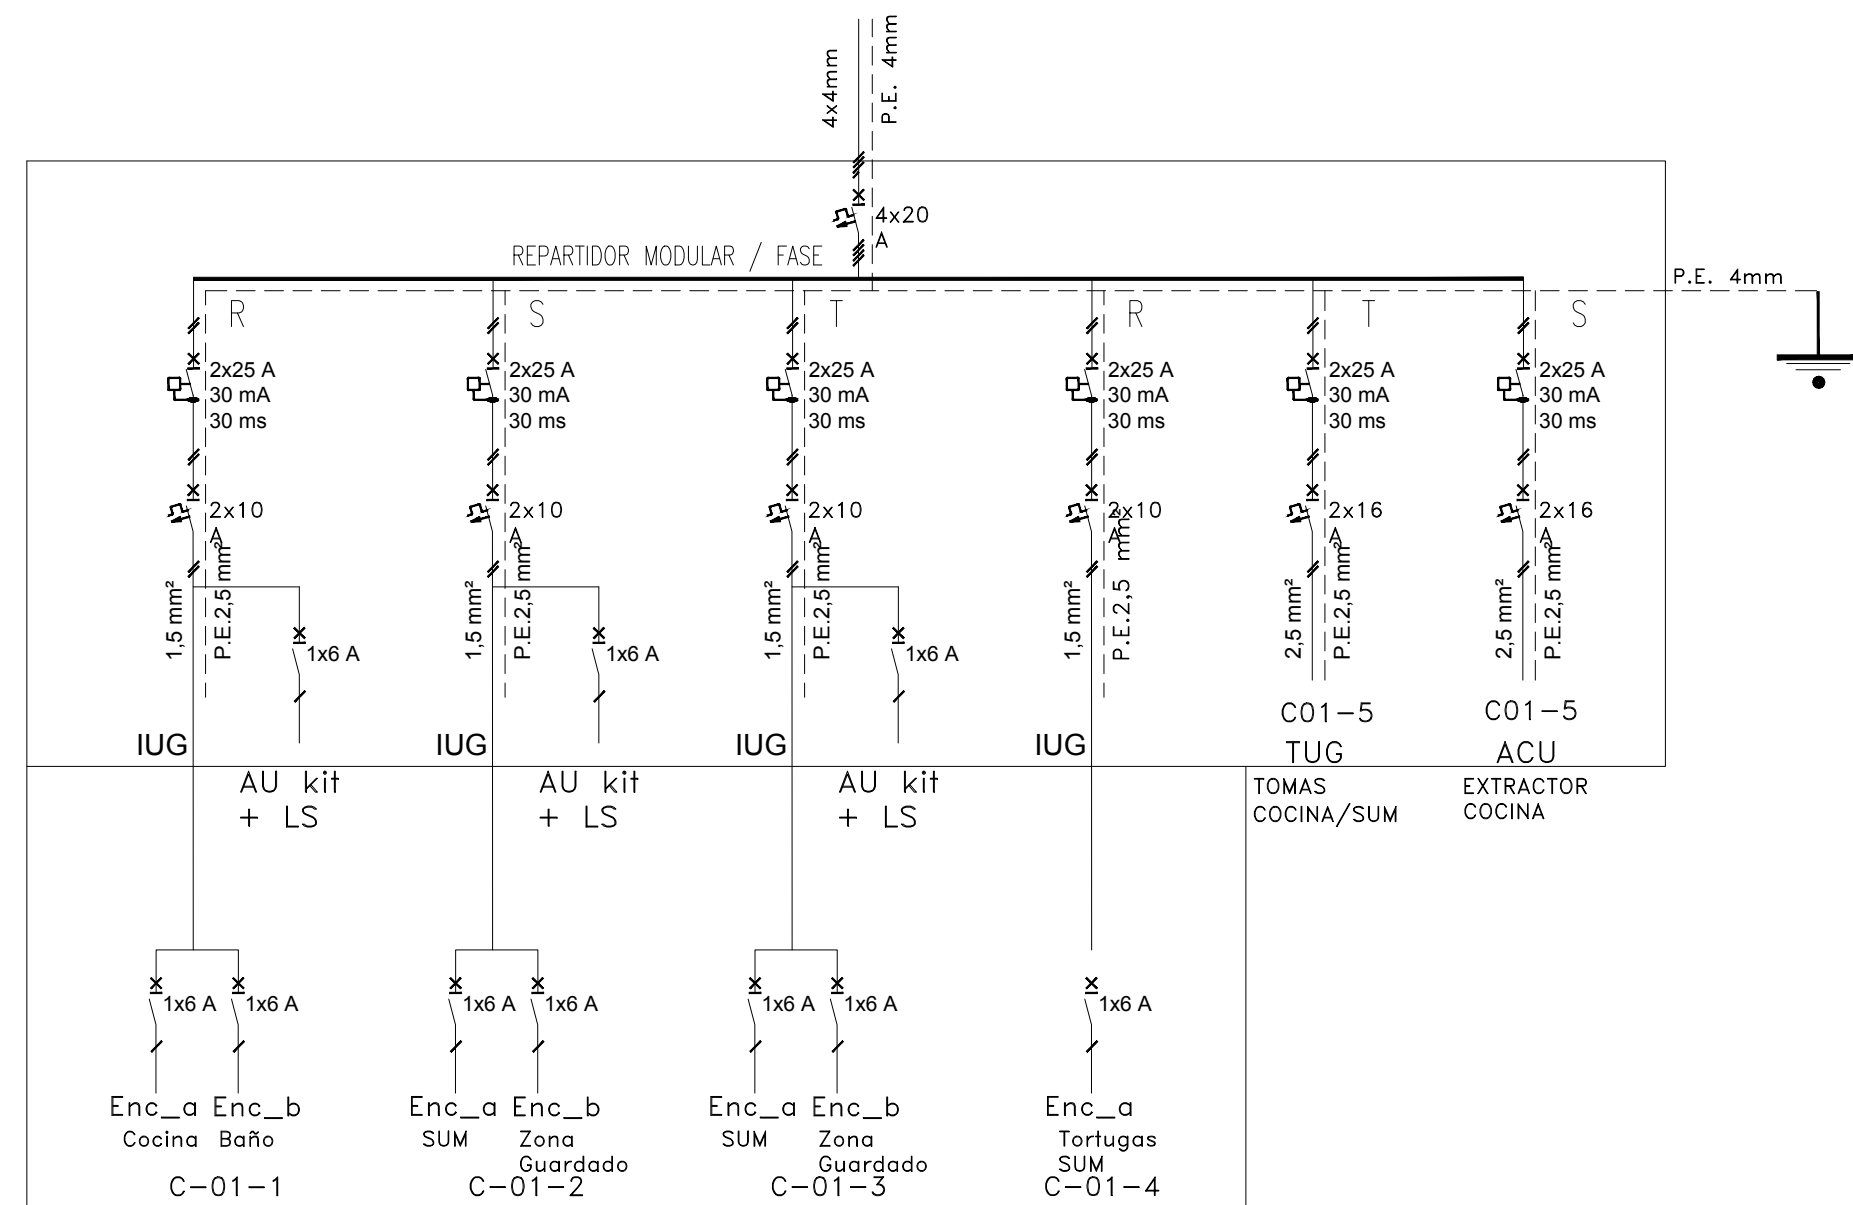 4x4mm
P.E. 4mm
4x20
A
REPARTIDOR MODULAR / FASE
P.E. 4mm
R
S
T
R
T
S
2x25 A
30 mA
30 ms
2x25 A
30 mA
30 ms
2x25 A
30 mA
30 ms
2x25 A
30 mA
30 ms
2x25 A
30 mA
30 ms
2x25 A
30 mA
30 ms
2x10
A
2x10
A
2x10
A
2x10
A
2x16
A
2x16
A
1,5 mm²
P.E.2,5 mm²
1x6 A
1,5 mm²
P.E.2,5 mm²
1x6 A
1,5 mm²
P.E.2,5 mm²
1x6 A
1,5 mm²
P.E.2,5 mm²
2,5 mm²
P.E.2,5 mm²
2,5 mm²
P.E.2,5 mm²
C01-5
C01-5
IUG
IUG
IUG
IUG
TUG
ACU
AU kit
+ LS
AU kit
+ LS
AU kit
+ LS
TOMAS
COCINA/SUM
EXTRACTOR
COCINA
1x6 A
1x6 A
1x6 A
1x6 A
1x6 A
1x6 A
1x6 A
Enc_a
Cocina
Enc_b
Baño
C-01-1
Enc_a
SUM
Enc_b
Zona
Guardado
C-01-2
Enc_a
SUM
Enc_b
Zona
Guardado
C-01-3
Enc_a
Tortugas
SUM
C-01-4